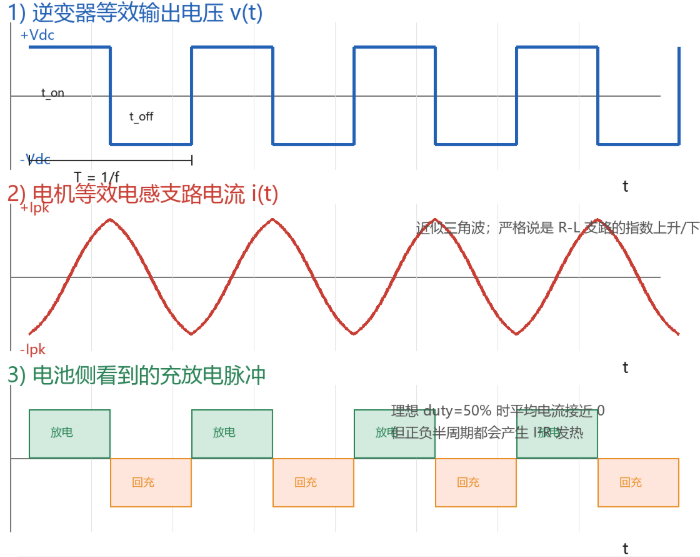 1) 逆变器等效输出电压 v(t)
+Vdc
t_on
t_off
-Vdc
T = 1/f
t
2) 电机等效电感支路电流 i(t)
+Ipk
近似三角波；严格说是 R-L 支路的指数上升/下
-Ipk
t
3) 电池侧看到的充放电脉冲
理想 duty=50% 时平均电流接近 0
放电
放电
放电
放电
但正负半周期都会产生 I²R 发热
回充
回充
回充
回充
t